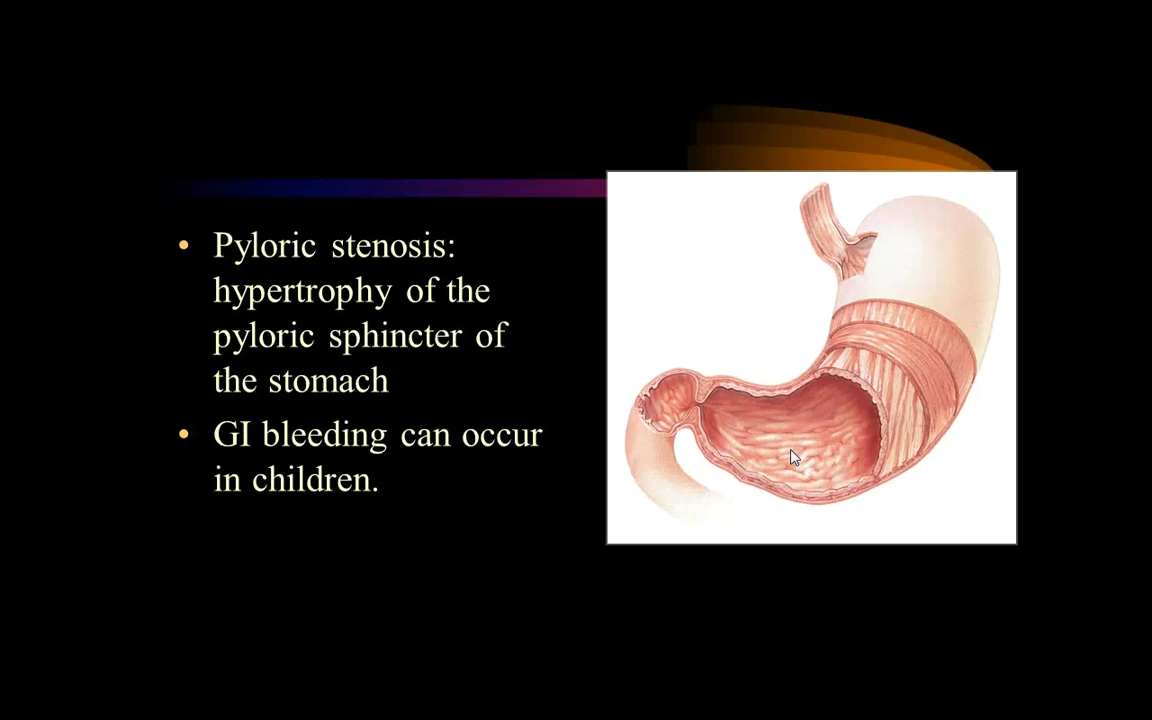 • Pyloric stenosis:
hypertrophy of the
pyloric sphincter of
the stomach
• GI bleeding can occur
in children.